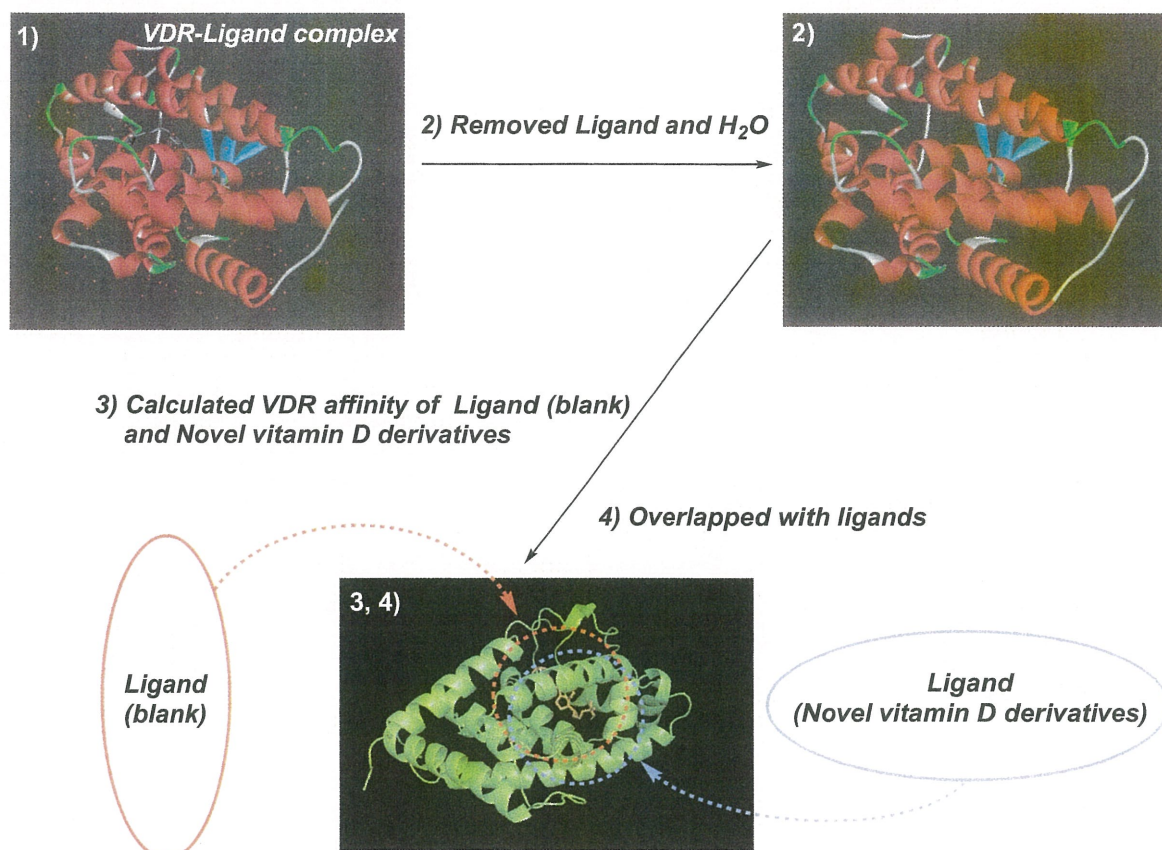 1)
VDR-Ligand complex
2)
2) Removed Ligand and H₂O
3) Calculated VDR affinity of Ligand (blank)
and Novel vitamin D derivatives
4) Overlapped with ligands
3, 4)
Ligand
(blank)
Ligand
(Novel vitamin D derivatives)